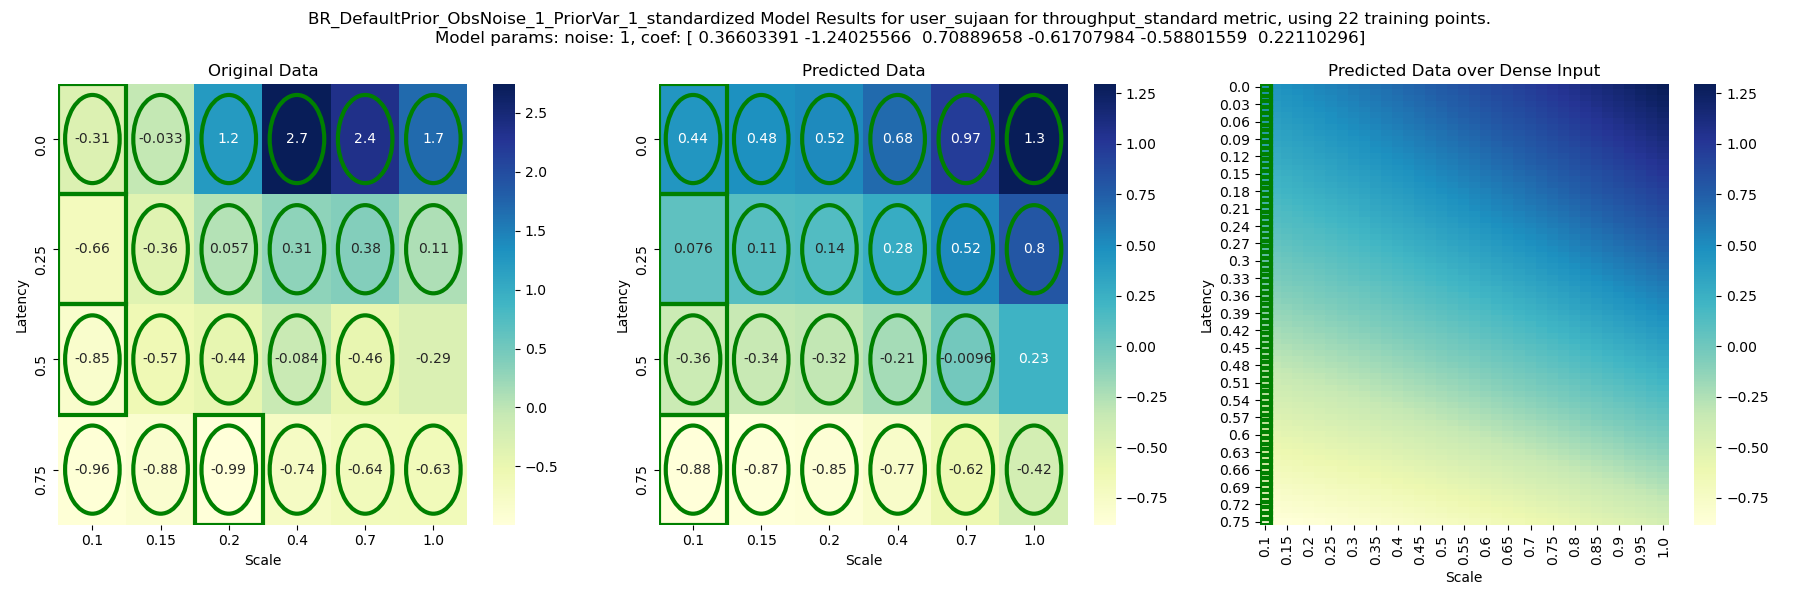 BR_DefaultPrior_ObsNoise_1_PriorVar_1_standardized Model Results for user_sujaan for throughput_standard metric, using 22 training points.
Model params: noise: 1, coef: [ 0.36603391 -1.24025566  0.70889658 -0.61707984 -0.58801559  0.22110296]
Original Data
-0.31 -0.033 1.2 2.7 2.4 1.7
-0.66 -0.36 0.057 0.31 0.38 0.11
-0.85 -0.57 -0.44 -0.084 -0.46 -0.29
-0.96 -0.88 -0.99 -0.74 -0.64 -0.63
0.0
0.25
0.5
0.75
Latency
0.1 0.15 0.2 0.4 0.7 1.0
Scale
2.5
2.0
1.5
1.0
0.5
0.0
−0.5
Predicted Data
0.44 0.48 0.52 0.68 0.97 1.3
0.076 0.11 0.14 0.28 0.52 0.8
-0.36 -0.34 -0.32 -0.21 -0.0096 0.23
-0.88 -0.87 -0.85 -0.77 -0.62 -0.42
0.0
0.25
0.5
0.75
Latency
0.1 0.15 0.2 0.4 0.7 1.0
Scale
1.25
1.00
0.75
0.50
0.25
0.00
−0.25
−0.50
−0.75
Predicted Data over Dense Input
0.0
0.03
0.06
0.09
0.12
0.15
0.18
0.21
0.24
0.27
0.3
0.33
0.36
0.39
0.42
0.45
0.48
0.51
0.54
0.57
0.6
0.63
0.66
0.69
0.72
0.75
Latency
0.1 0.15 0.2 0.25 0.3 0.35 0.4 0.45 0.5 0.55 0.6 0.65 0.7 0.75 0.8 0.85 0.9 0.95 1.0
Scale
1.25
1.00
0.75
0.50
0.25
0.00
−0.25
−0.50
−0.75